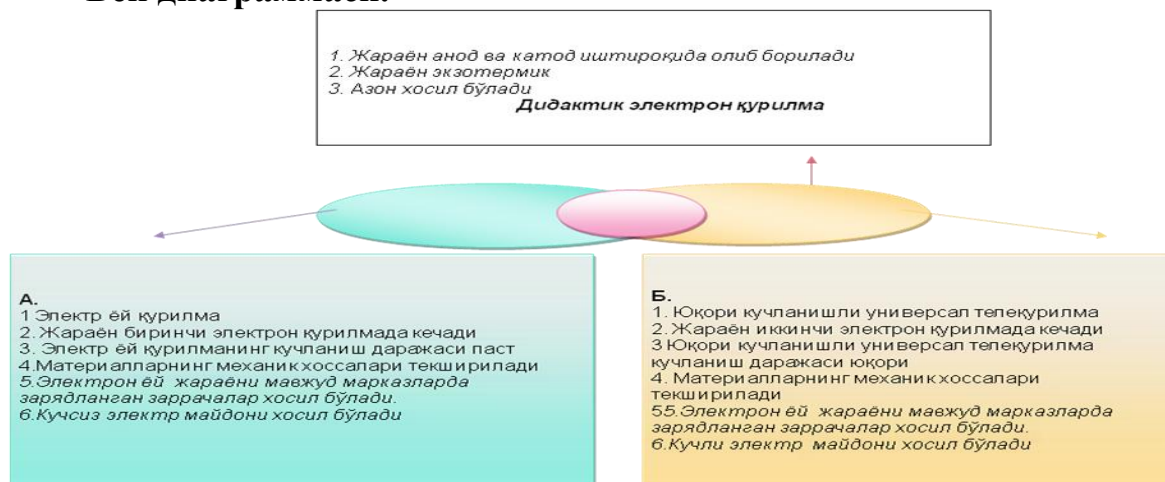 Вен диаграммаси.
1. Жараён анод ва катод иштироқида олиб борилади
2. Жараён экзотермик
3. Азон хосил бўлади
Дидактик электрон қурилма
А.
1 Электр ёй қурилма
2. Жараён биринчи электрон қурилмада кечади
3. Электр ёй қурилманинг кучланиш даражаси паст
4.Материалларнинг механик хоссалари текширилади
5.Электрон ёй жараёни мавжуд марказларда
зарядланган заррачалар хосил бўлади.
6.Кучсиз электр майдони хосил бўлади
Б.
1. Юқори кучланишли универсал телеқурилма
2. Жараён иккинчи электрон қурилмада кечади
3 Юқори кучланишли универсал телеқурилма
кучланиш даражаси юқори
4. Материалларнинг механик хоссалари
текширилади
55.Электрон ёй жараёни мавжуд марказларда
зарядланган заррачалар хосил бўлади.
6.Кучли электр майдони хосил бўлади